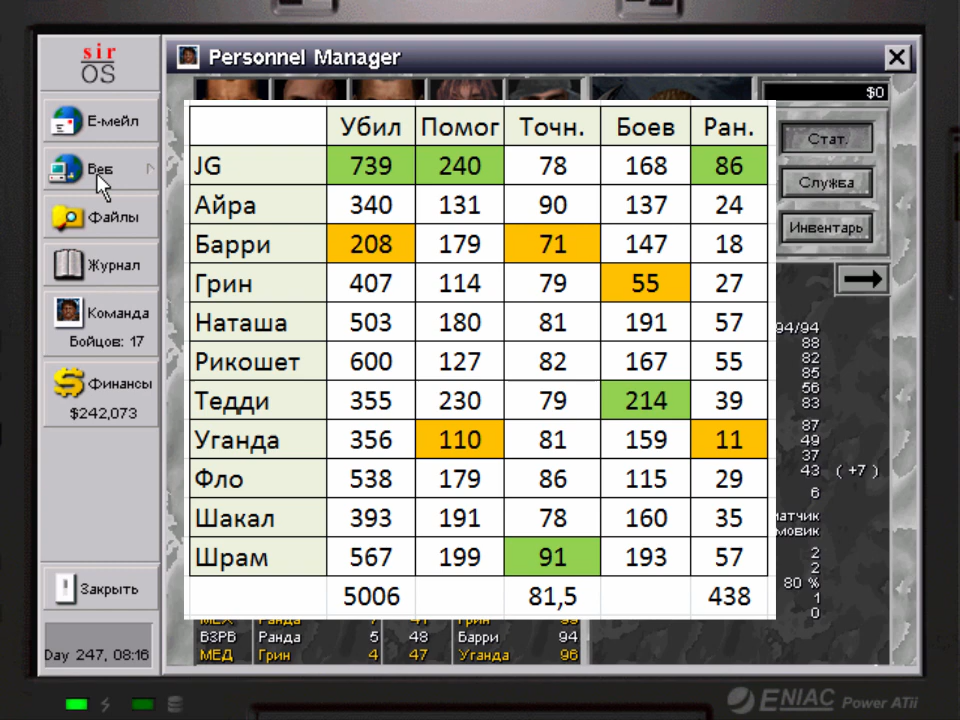 sir
OS
Personnel Manager
Е-мейл
Веб
Файлы
Журнал
Команда
Бойцов: 17
Финансы
$242,073
Закрыть
Day 247, 08:16
$0
Стат.
Служба
Инвентарь
Убил Помог Точн. Боев Ран.
JG 739 240 78 168 86
Айра 340 131 90 137 24
Барри 208 179 71 147 18
Грин 407 114 79 55 27
Наташа 503 180 81 191 57
Рикошет 600 127 82 167 55
Тедди 355 230 79 214 39
Уганда 356 110 81 159 11
Фло 538 179 86 115 29
Шакал 393 191 78 160 35
Шрам 567 199 91 193 57
5006 81,5 438
94/94
88
82
85
56
83
87
49
37
43 ( +7 )
6
2
2
80 %
1
0
ВЗРВ Ранда 5 48 Барри 94
МЕД Грин 4 47 Уганда 96
ENIAC Power ATii